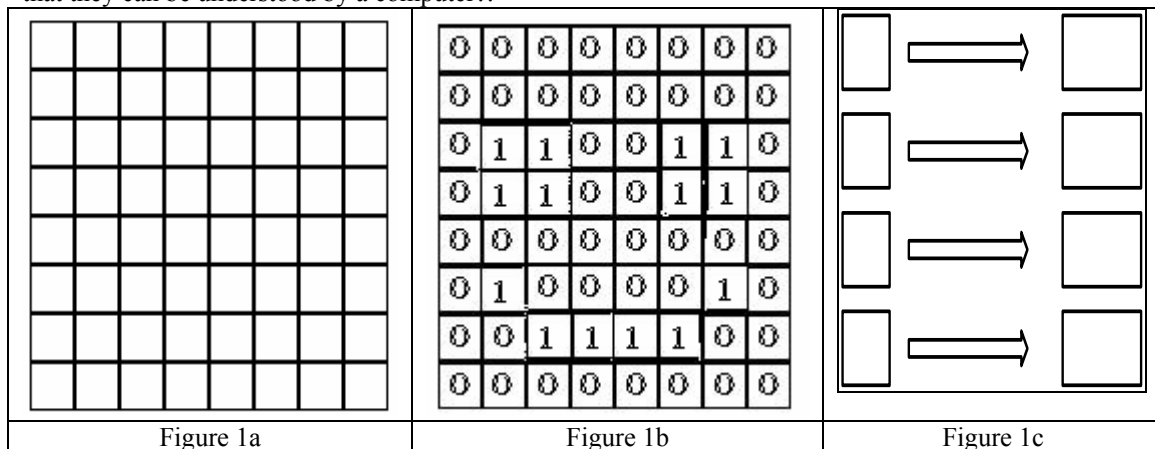 that they can be understood by a computer!!
0 0 0 0 0 0 0 0
0 0 0 0 0 0 0 0
0 1 1 0 0 1 1 0
0 1 1 0 0 1 1 0
0 0 0 0 0 0 0 0
0 1 0 0 0 0 1 0
0 0 1 1 1 1 0 0
0 0 0 0 0 0 0 0
Figure 1a
Figure 1b
Figure 1c